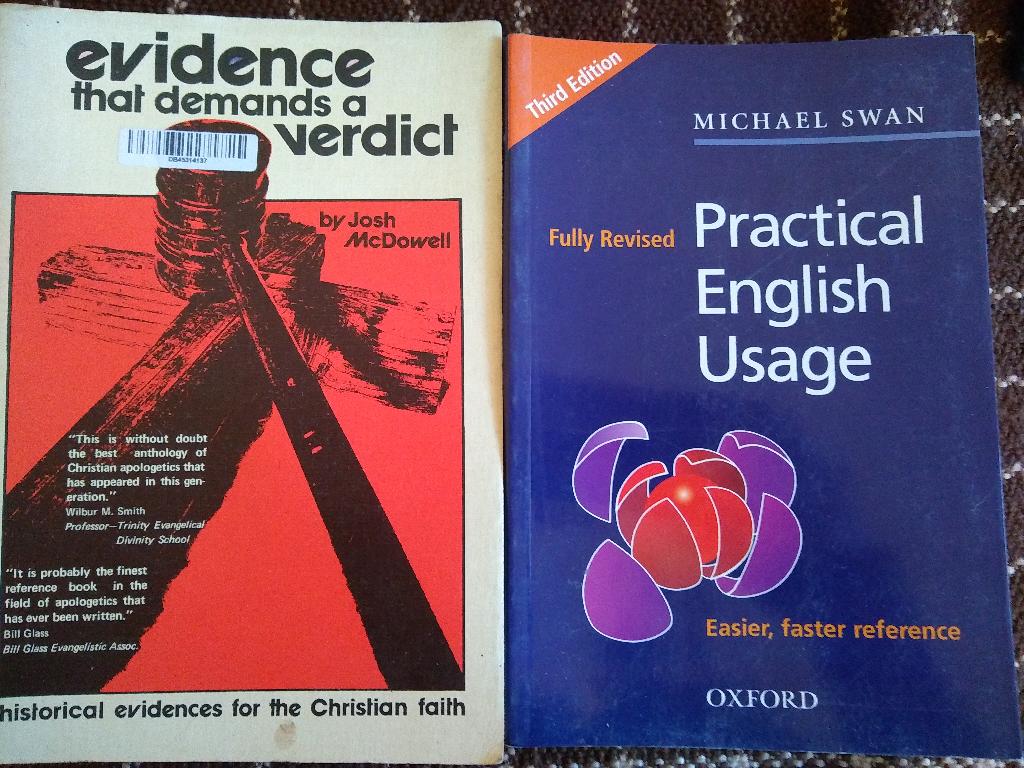 evidence
that demands a
verdict
DB45314137
by Josh
McDowell
"This is without doubt
the best anthology of
Christian apologetics that
has appeared in this gen-
eration."
Wilbur M. Smith
Professor—Trinity Evangelical
Divinity School
"It is probably the finest
reference book in the
field of apologetics that
has ever been written."
Bill Glass
Bill Glass Evangelistic Assoc.
historical evidences for the Christian faith
Third Edition
MICHAEL SWAN
Fully Revised
Practical
English
Usage
Easier, faster reference
OXFORD